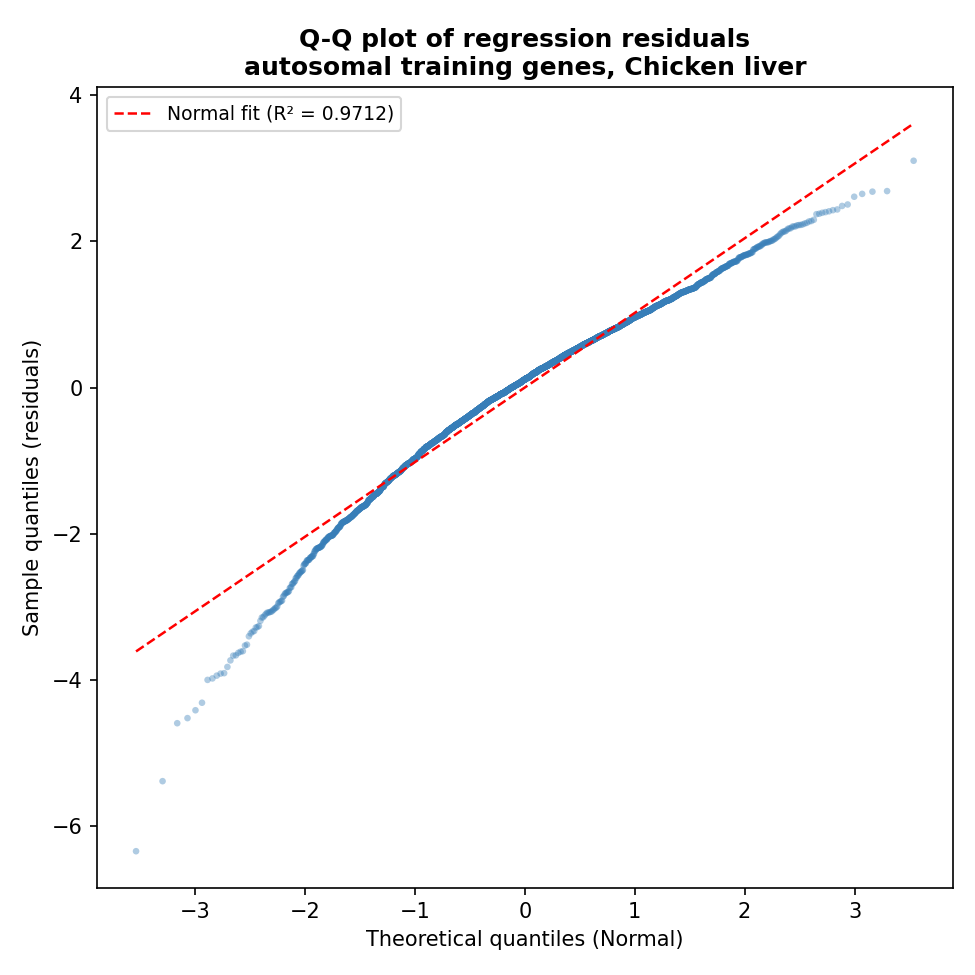 Q-Q plot of regression residuals
autosomal training genes, Chicken liver
Normal fit (R² = 0.9712)
Sample quantiles (residuals)
4
2
0
−2
−4
−6
−3
−2
−1
0
1
2
3
Theoretical quantiles (Normal)